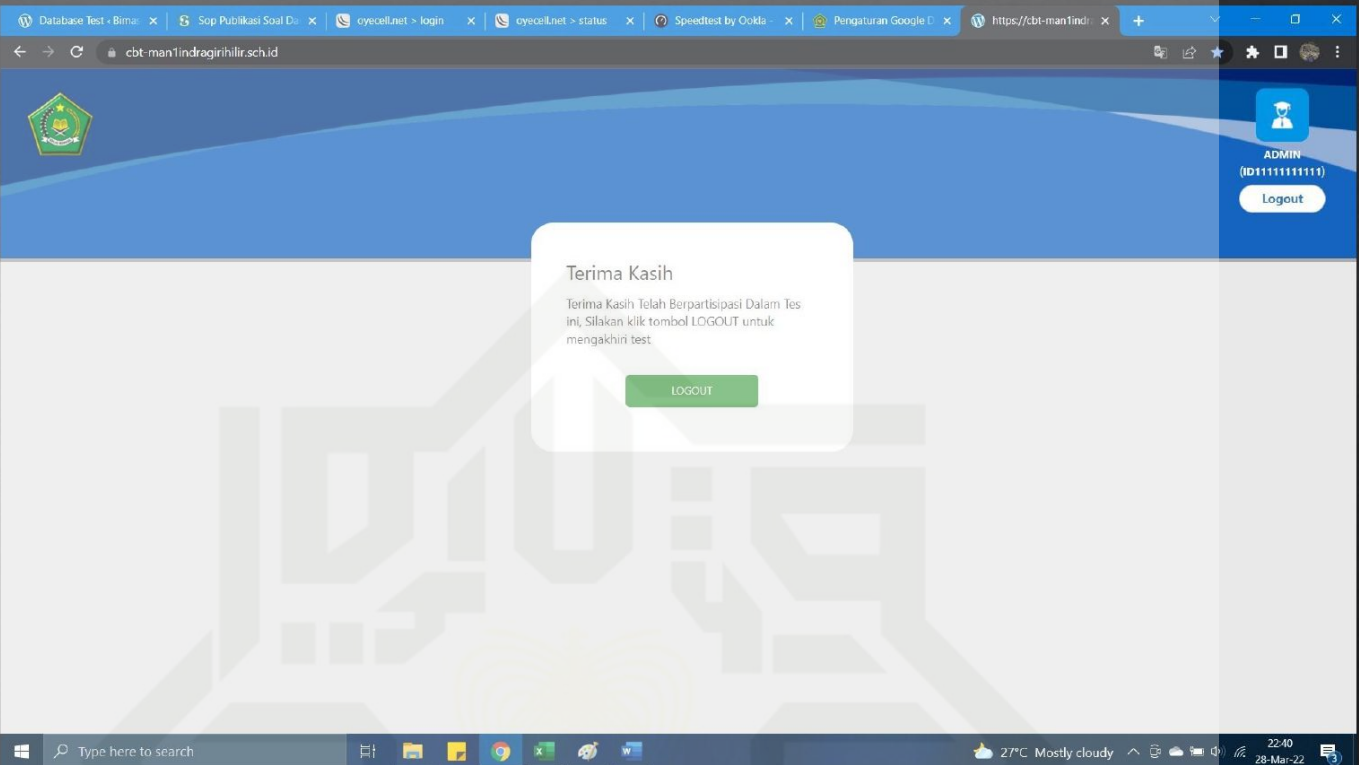 Database Test ‹ Bimas
Sop Publikasi Soal Da
oyecell.net > login
oyecell.net > status
Speedtest by Ookla -
Pengaturan Google D
https://cbt-man1indr
cbt-man1indragirihilir.sch.id
ADMIN
(ID11111111111)
Logout
Terima Kasih
Terima Kasih Telah Berpartisipasi Dalam Tes
ini, Silakan klik tombol LOGOUT untuk
mengakhiri test
LOGOUT
Type here to search
27°C Mostly cloudy
22:40
28-Mar-22
3